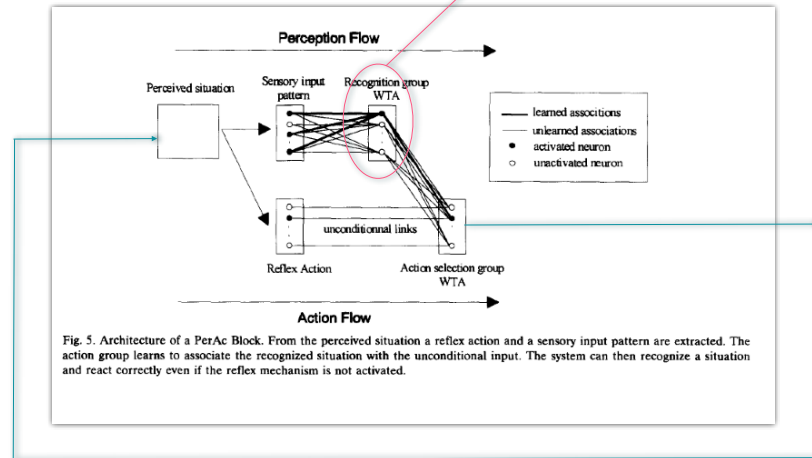 Perception Flow
Perceived situation
Sensory input
pattern
Recognition group
WTA
learned associtions
unlearned associations
activated neuron
unactivated neuron
unconditionnal links
Reflex Action
Action selection group
WTA
Action Flow
Fig. 5. Architecture of a PerAc Block. From the perceived situation a reflex action and a sensory input pattern are extracted. The
action group learns to associate the recognized situation with the unconditional input. The system can then recognize a situation
and react correctly even if the reflex mechanism is not activated.